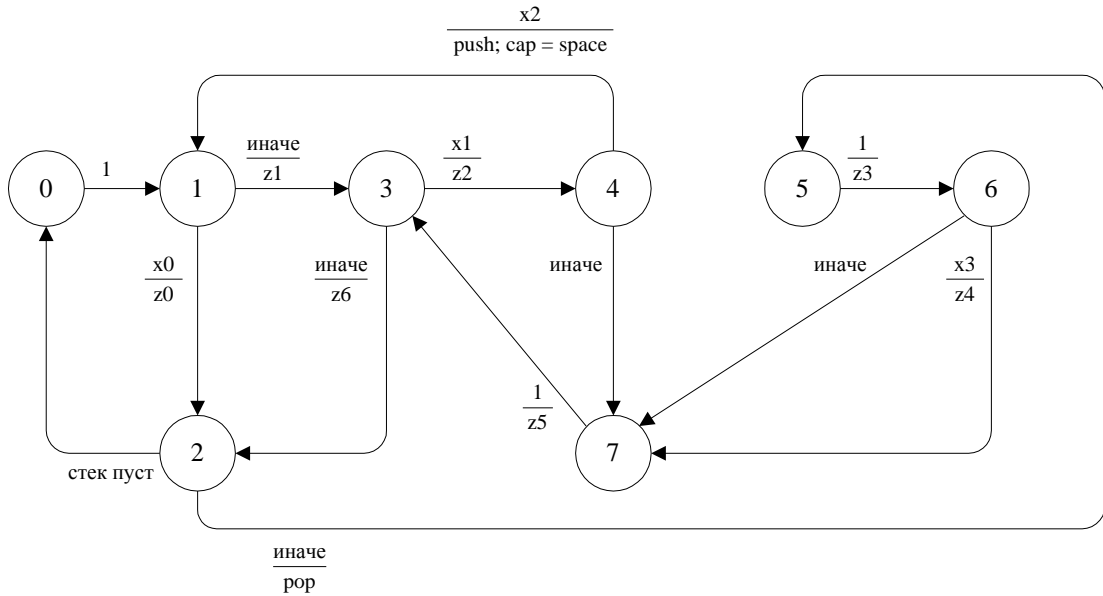 x2
push; cap = space
0
1
1
иначе
z1
3
x1
z2
4
5
1
z3
6
x0
z0
иначе
z6
иначе
иначе
x3
z4
1
z5
2
7
стек пуст
иначе
pop